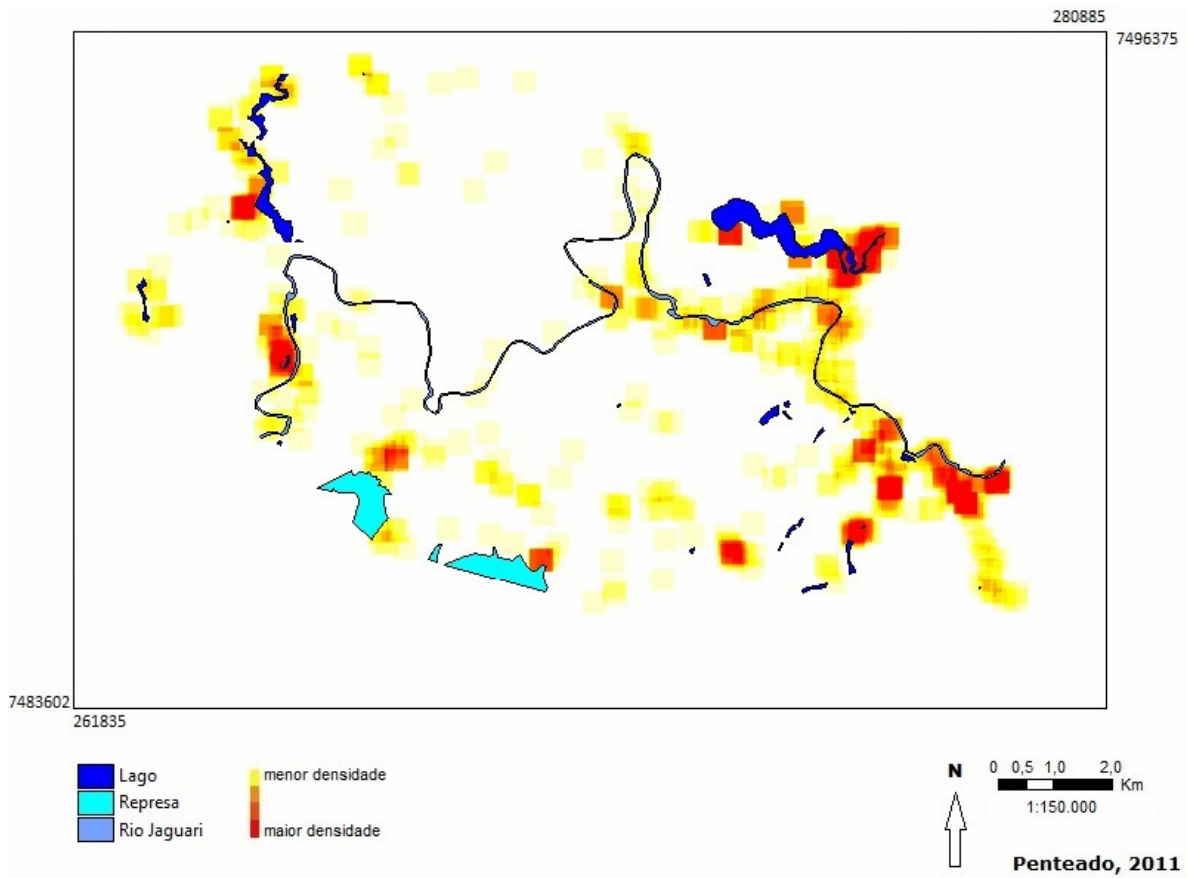 280885
7496375
7483602
261835
Lago
Represa
Rio Jaguari
menor densidade
maior densidade
N
0 0,5 1,0 2,0
Km
1:150.000
Penteado, 2011